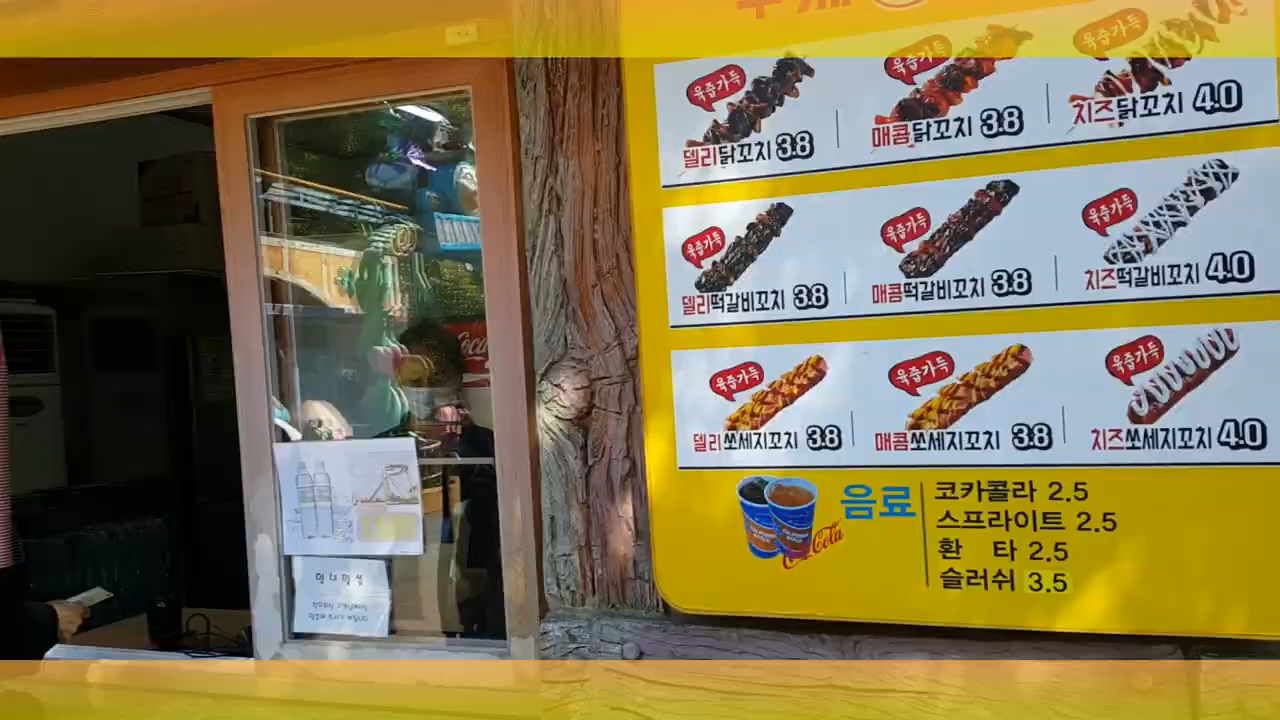 육즙가득
육즙가득
육즙가득
델리닭꼬치 3.8
매콤닭꼬치 3.8
치즈닭꼬치 4.0
육즙가득
육즙가득
육즙가득
델리떡갈비꼬치 3.8
매콤떡갈비꼬치 3.8
치즈떡갈비꼬치 4.0
육즙가득
육즙가득
육즙가득
델리쏘세지꼬치 3.8
매콤쏘세지꼬치 3.8
치즈쏘세지꼬치 4.0
음료
코카콜라 2.5
스프라이트 2.5
환 타 2.5
슬러쉬 3.5
Cola
Coca